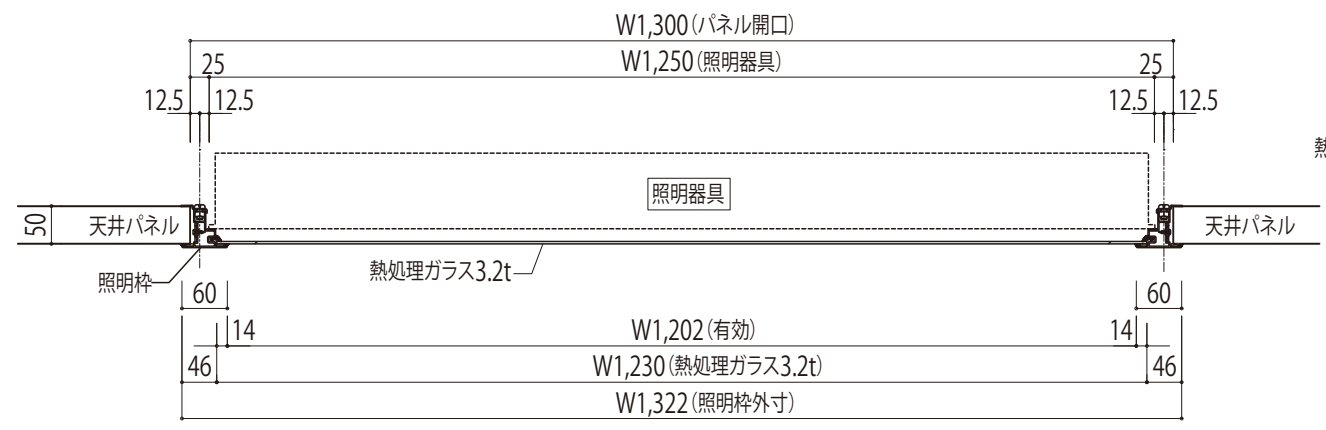 W1,300(パネル開口)
25 W1,250(照明器具) 25
12.5 12.5 12.5 12.5
熱
照明器具
50 天井パネル 天井パネル
照明枠 熱処理ガラス3.2t
60 60
14 W1,202(有効) 14
46 W1,230(熱処理ガラス3.2t) 46
W1,322(照明枠外寸)